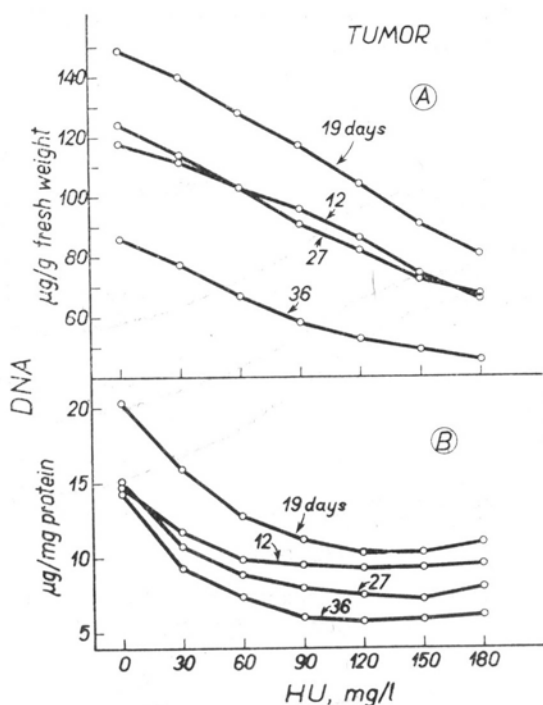 TUMOR
A
140
120
100
80
60
µg/g fresh weight
19 days
12
27
36
DNA
B
20
15
10
5
µg/mg protein
19 days
12
27
36
0 30 60 90 120 150 180
HU, mg/l